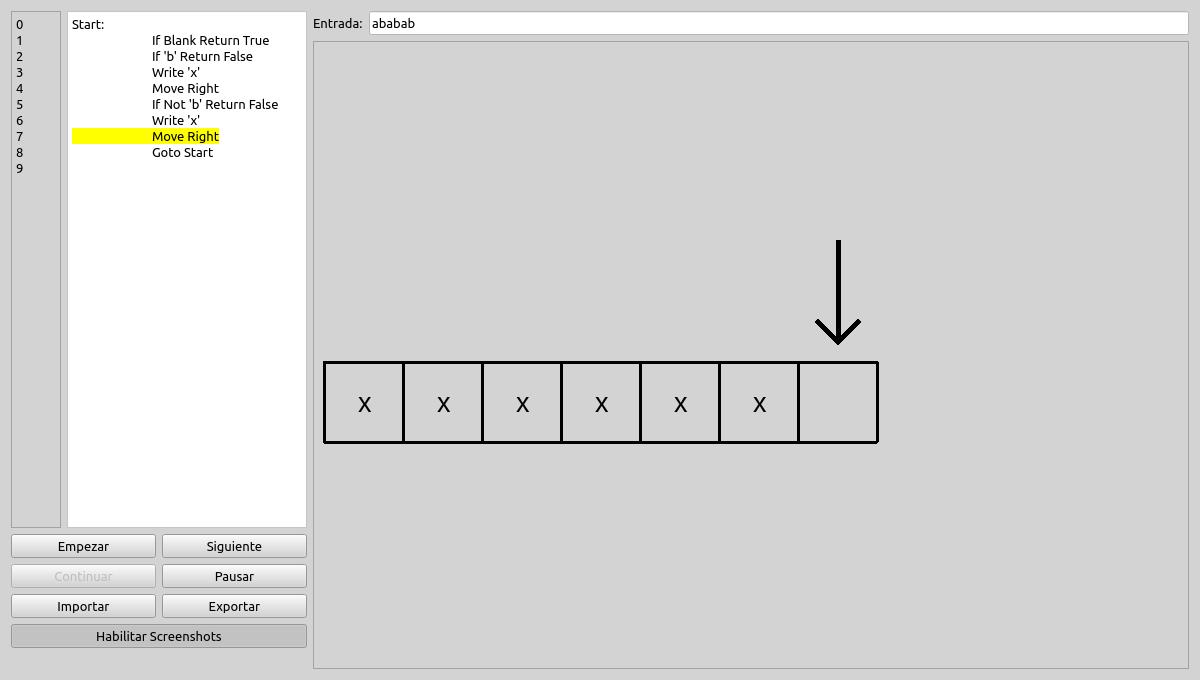 0
1
2
3
4
5
6
7
8
9
Start:
If Blank Return True
If 'b' Return False
Write 'x'
Move Right
If Not 'b' Return False
Write 'x'
Move Right
Goto Start
Entrada: ababab
x x x x x x
Empezar Siguiente
Continuar Pausar
Importar Exportar
Habilitar Screenshots